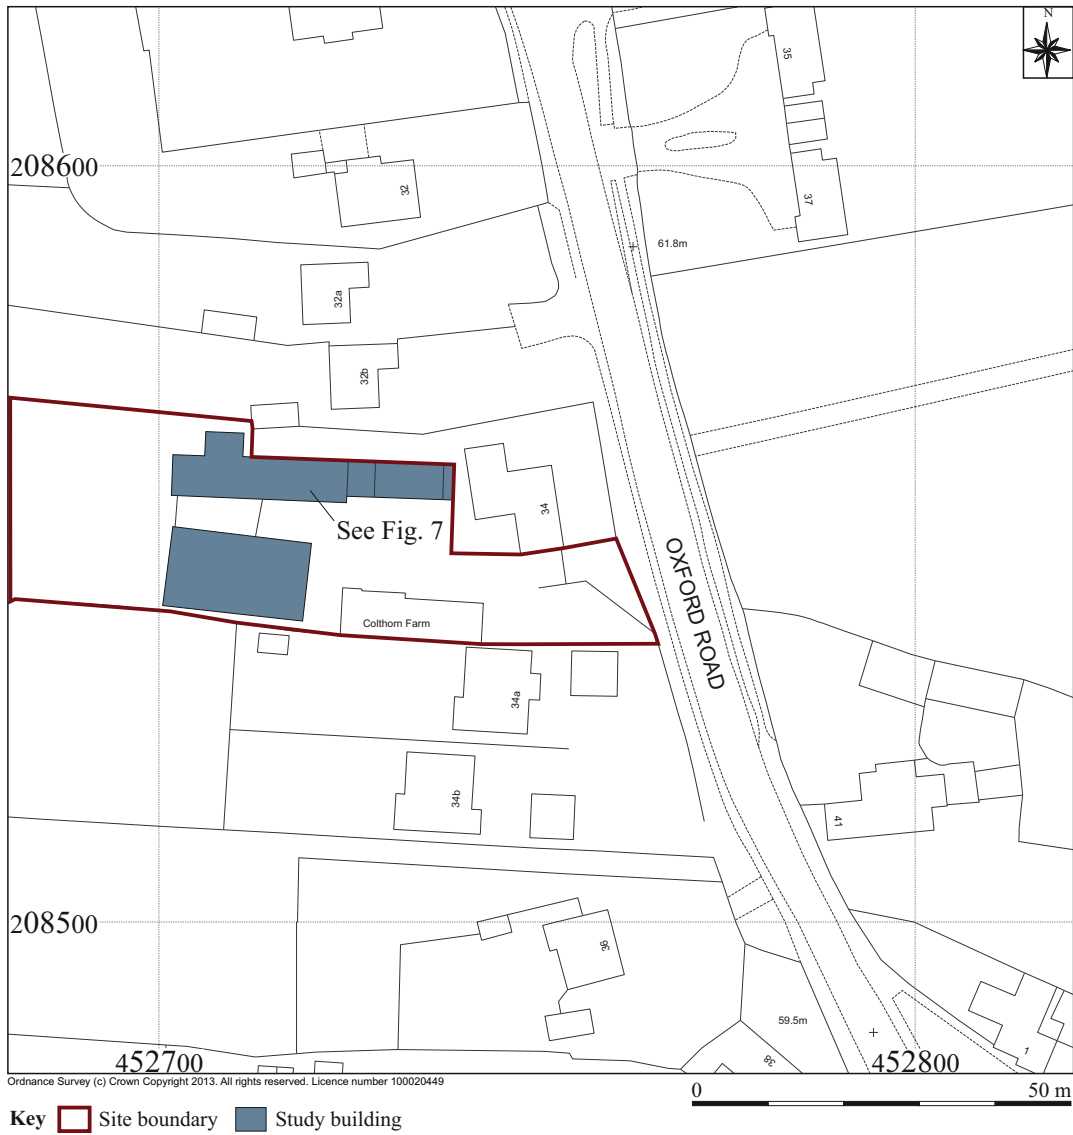 N
35
208600
32
37
61.8m
32a
32b
See Fig. 7
34
OXFORD ROAD
Colthorn Farm
34a
34b
41
208500
36
59.5m
38
1
452700
452800
Ordnance Survey (c) Crown Copyright 2013. All rights reserved. Licence number 100020449
0 50 m
Key Site boundary Study building